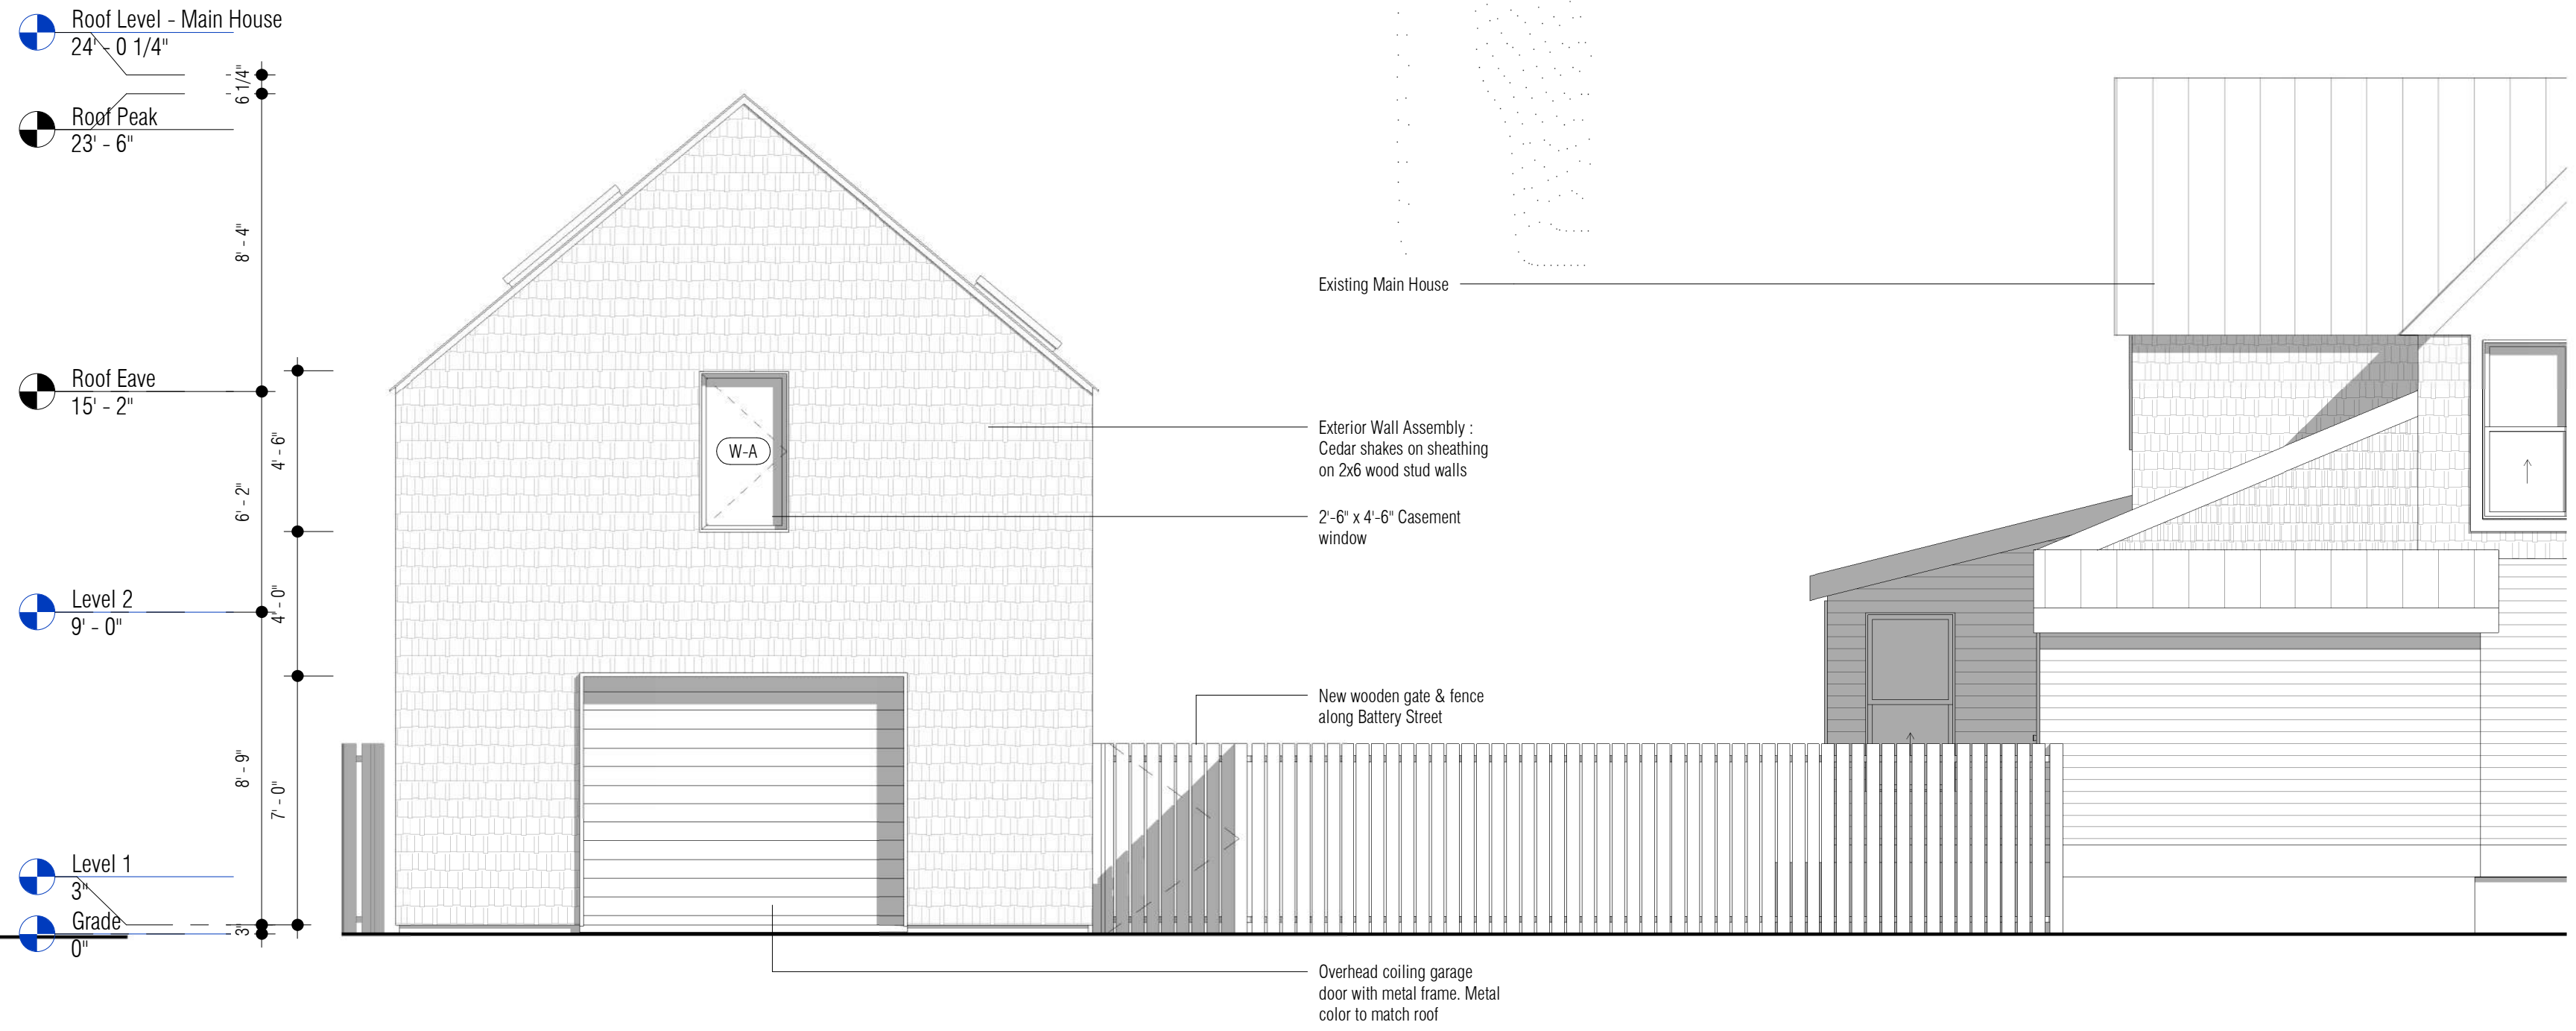 Roof Level - Main House
24' - 0 1/4"
6 1/4"
Roof Peak
23' - 6"
8' - 4"
Existing Main House
Roof Eave
15' - 2"
4' - 6"
6' - 2"
W-A
Exterior Wall Assembly :
Cedar shakes on sheathing
on 2x6 wood stud walls
2'-6" x 4'-6" Casement
window
Level 2
9' - 0"
4' - 0"
New wooden gate & fence
along Battery Street
8' - 9"
7' - 0"
Level 1
3"
Grade
0"
3"
Overhead coiling garage
door with metal frame. Metal
color to match roof